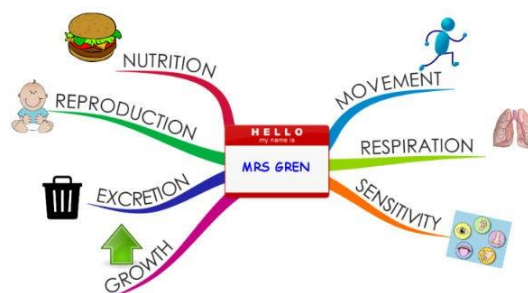 HELLO
my name is
MRS GREN
MOVEMENT
RESPIRATION
SENSITIVITY
GROWTH
EXCRETION
REPRODUCTION
NUTRITION